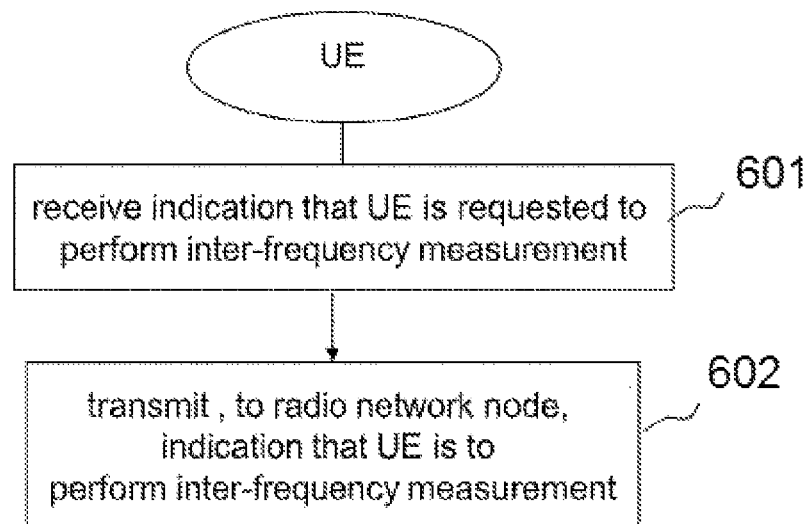 UE
601
receive indication that UE is requested to
perform inter-frequency measurement
602
transmit , to radio network node,
indication that UE is to
perform inter-frequency measurement